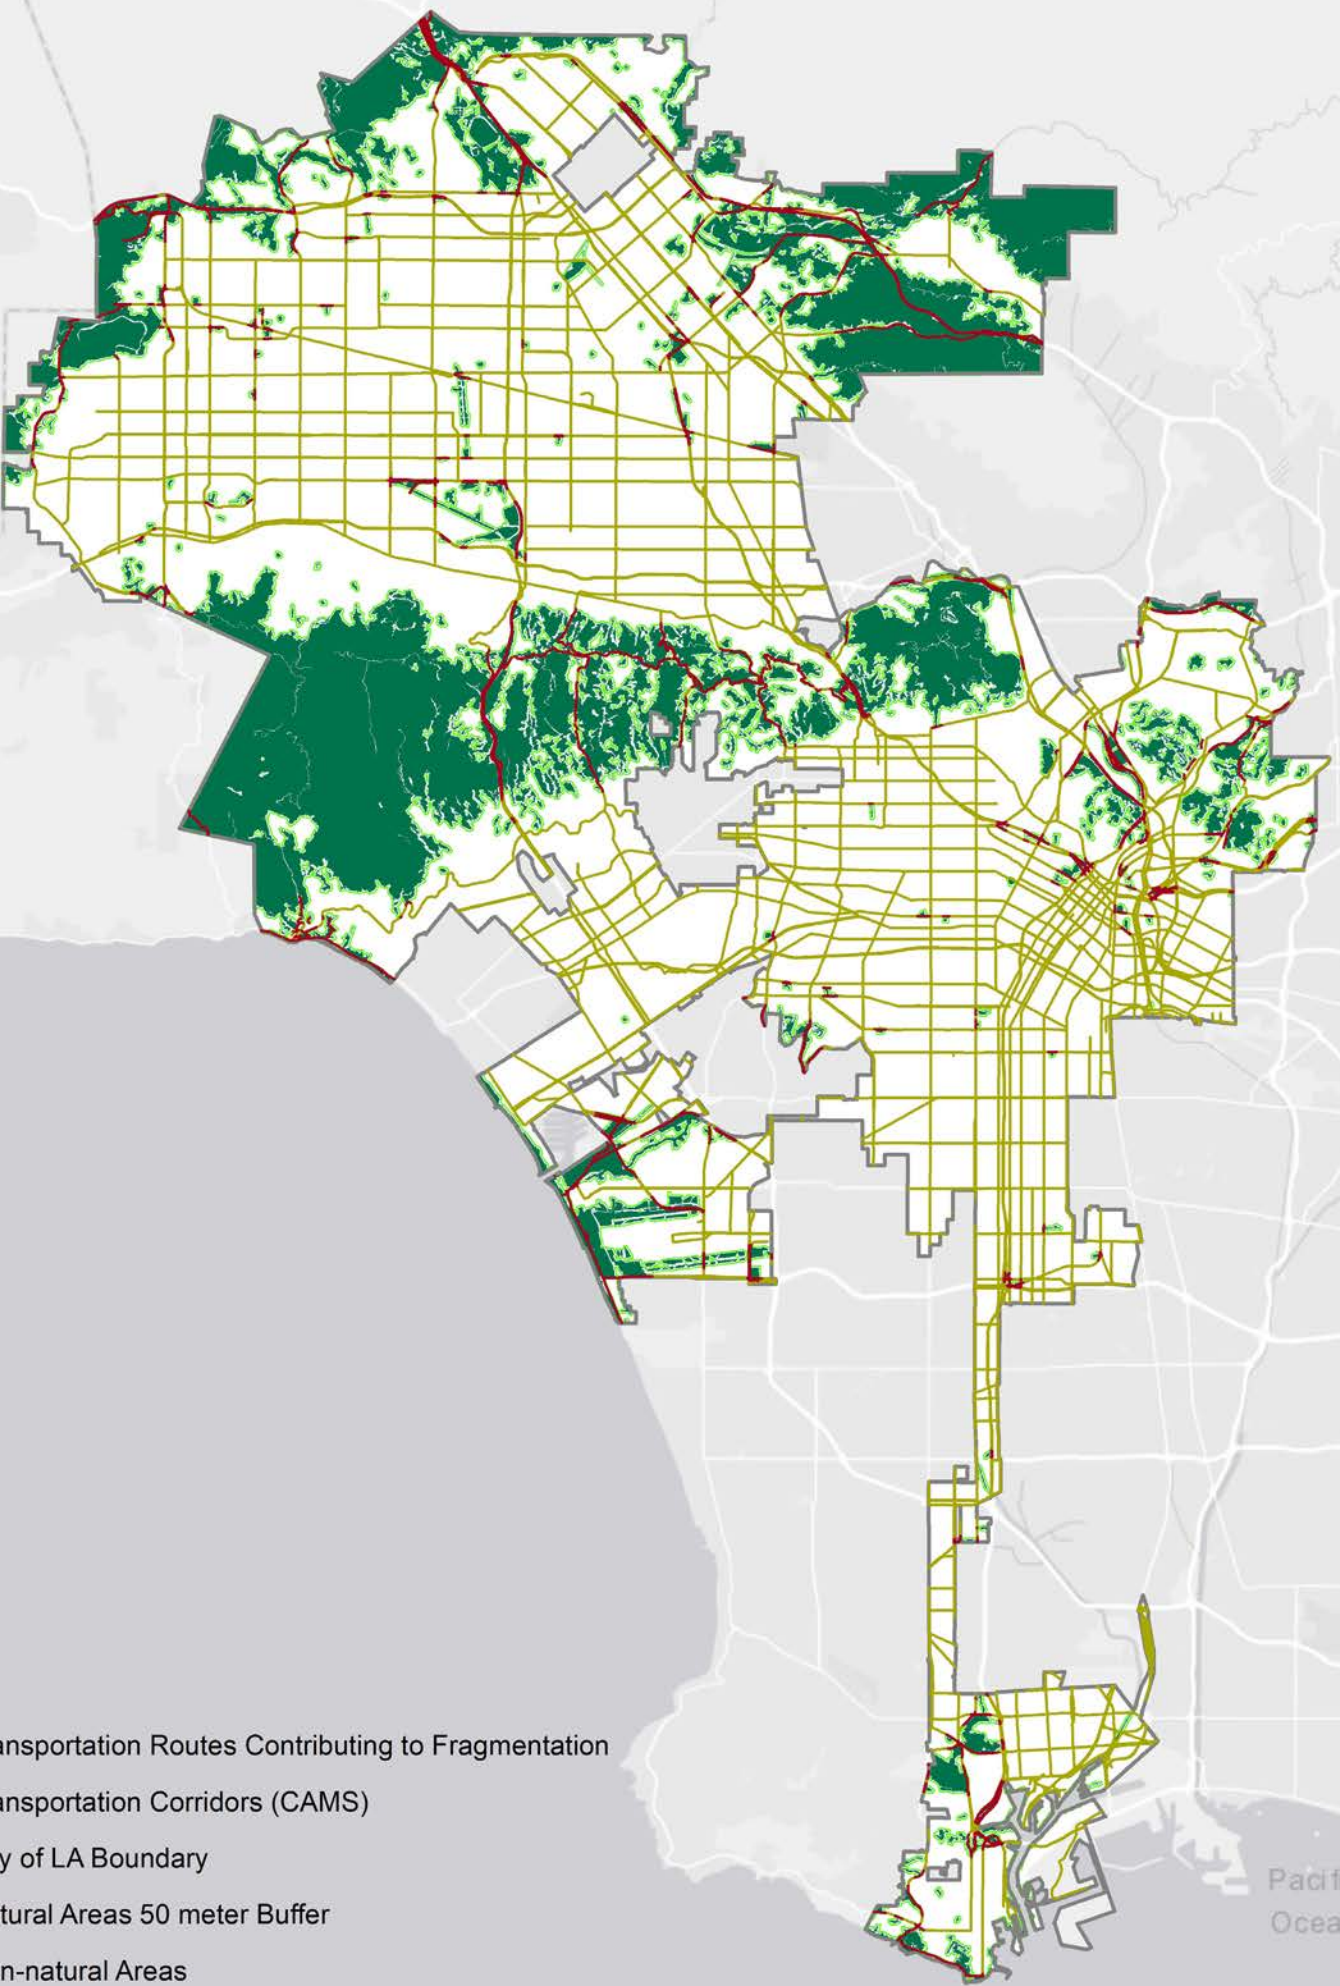 ansportation Routes Contributing to Fragmentation
ansportation Corridors (CAMS)
y of LA Boundary
tural Areas 50 meter Buffer
n-natural Areas
Pacif
Ocea